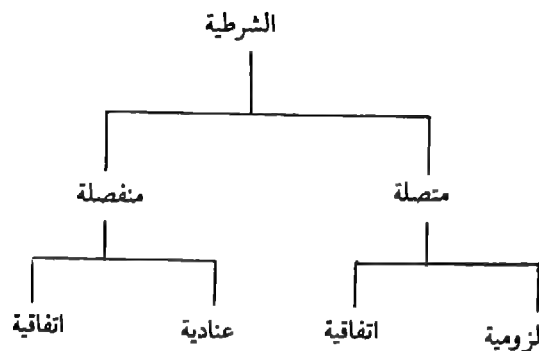 الشرطية
متصلة
منفصلة
لزومية
اتفاقية
عنادية
اتفاقية